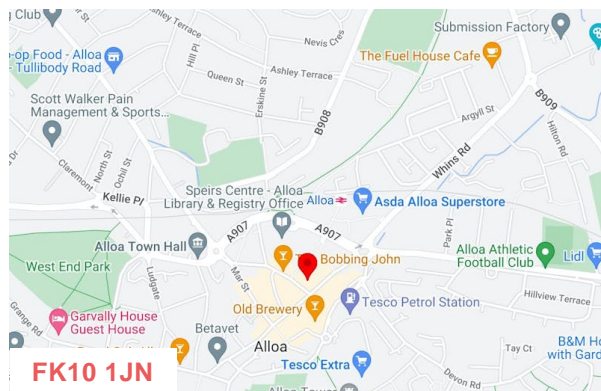 g Club
Submission Factory
Nevis Cres
The Fuel House Cafe
op Food - Alloa
Tullibody Road
Hill Pl
Ashley Terrace
Queen St
Erskine St
B909
Scott Walker Pain
Management & Sports...
B908
Argyll St
Hilton Rd
Whins Rd
North St
Ochil St
Claremont
Kellie Pl
Speirs Centre - Alloa
Library & Registry Office
Alloa
Asda Alloa Superstore
A907
A907
Park Pl
Alloa Town Hall
Bobbing John
Alloa Athletic
Football Club
Lidl
West End Park
Ludgate
Mar St
Hillview Terrace
Grange Rd
Garvally House
Guest House
Old Brewery
Tesco Petrol Station
Betavet
Tay Ct
B&M Ho
with Gard
Alloa
Tesco Extra
Devon Rd
FK10 1JN